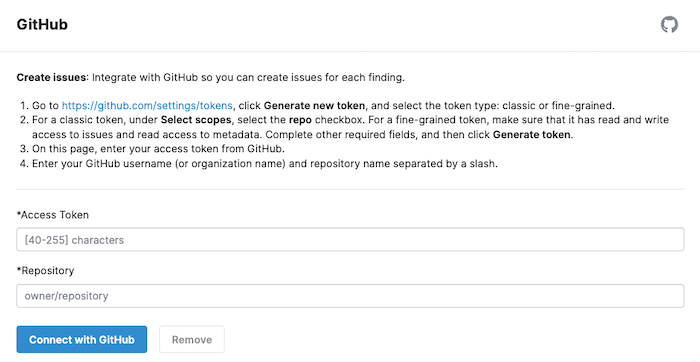 GitHub
Create issues: Integrate with GitHub so you can create issues for each finding.
1. Go to https://github.com/settings/tokens, click Generate new token, and select the token type: classic or fine-grained.
2. For a classic token, under Select scopes, select the repo checkbox. For a fine-grained token, make sure that it has read and write
access to issues and read access to metadata. Complete other required fields, and then click Generate token.
3. On this page, enter your access token from GitHub.
4. Enter your GitHub username (or organization name) and repository name separated by a slash.
*Access Token
[40-255] characters
*Repository
owner/repository
Connect with GitHub
Remove